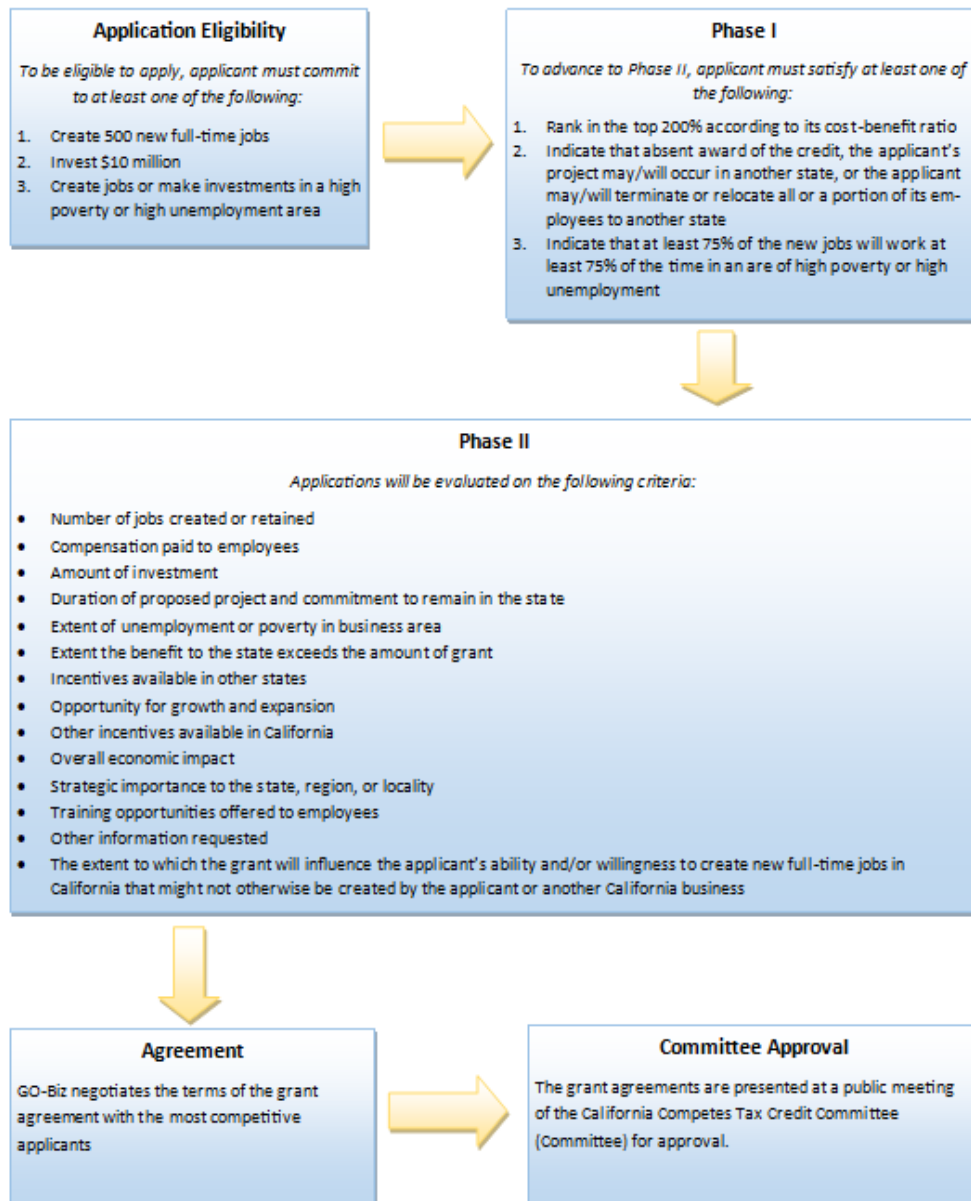 Application Eligibility
To be eligible to apply, applicant must commit
to at least one of the following:
1. Create 500 new full-time jobs
2. Invest $10 million
3. Create jobs or make investments in a high
poverty or high unemployment area
Phase I
To advance to Phase II, applicant must satisfy at least one of
the following:
1. Rank in the top 200% according to its cost-benefit ratio
2. Indicate that absent award of the credit, the applicant's
project may/will occur in another state, or the applicant
may/will terminate or relocate all or a portion of its em-
ployees to another state
3. Indicate that at least 75% of the new jobs will work at
least 75% of the time in an are of high poverty or high
unemployment
Phase II
Applications will be evaluated on the following criteria:
• Number of jobs created or retained
• Compensation paid to employees
• Amount of investment
• Duration of proposed project and commitment to remain in the state
• Extent of unemployment or poverty in business area
• Extent the benefit to the state exceeds the amount of grant
• Incentives available in other states
• Opportunity for growth and expansion
• Other incentives available in California
• Overall economic impact
• Strategic importance to the state, region, or locality
• Training opportunities offered to employees
• Other information requested
• The extent to which the grant will influence the applicant's ability and/or willingness to create new full-time jobs in
California that might not otherwise be created by the applicant or another California business
Agreement
GO-Biz negotiates the terms of the grant
agreement with the most competitive
applicants
Committee Approval
The grant agreements are presented at a public meeting
of the California Competes Tax Credit Committee
(Committee) for approval.